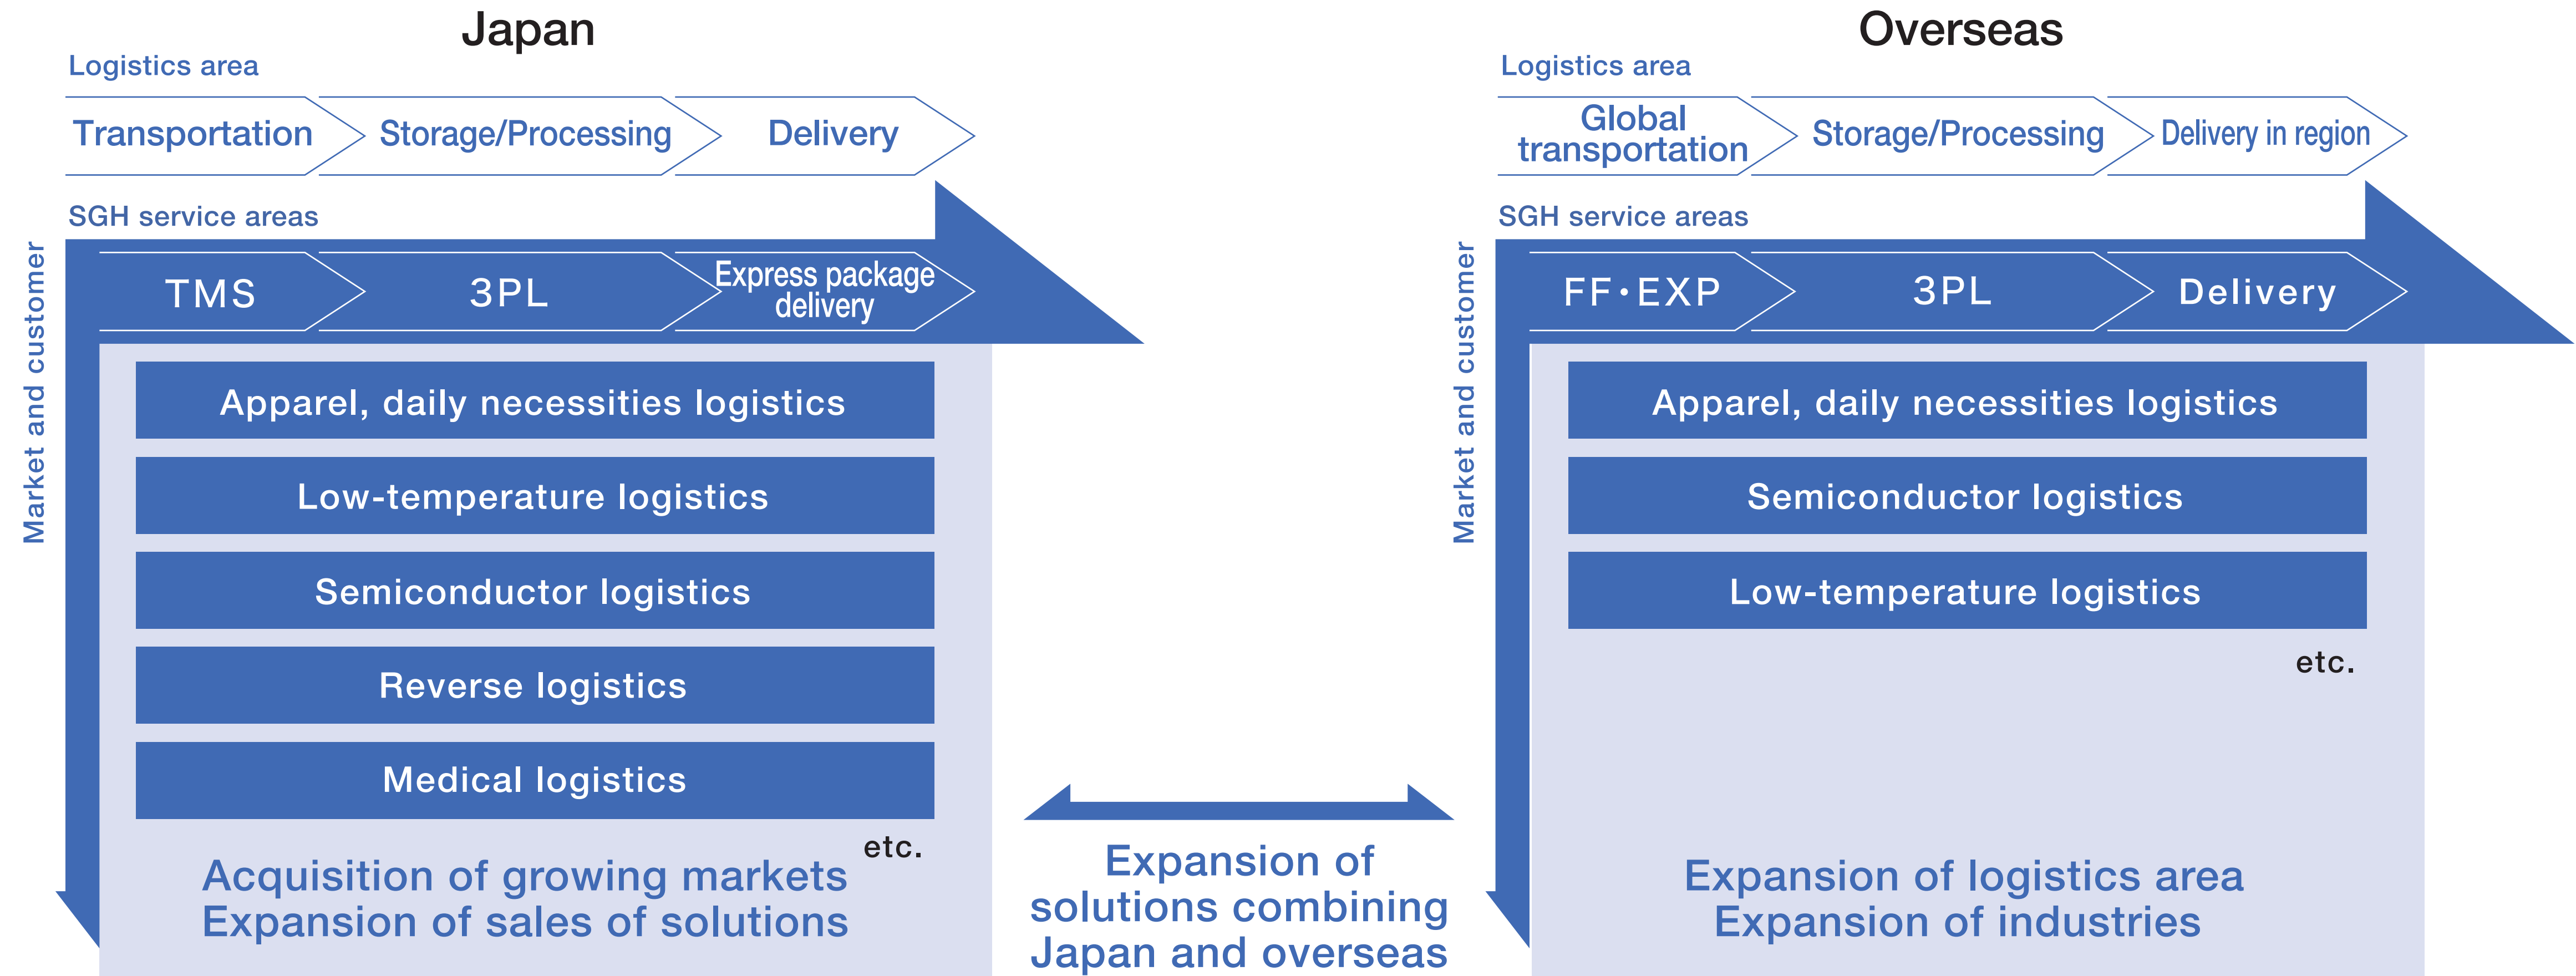 Japan
Logistics area
Transportation
Storage/Processing
Delivery
SGH service areas
Market and customer
TMS
3PL
Express package
delivery
Apparel, daily necessities logistics
Low-temperature logistics
Semiconductor logistics
Reverse logistics
Medical logistics
etc.
Acquisition of growing markets
Expansion of sales of solutions
Expansion of
solutions combining
Japan and overseas
Overseas
Logistics area
Global
transportation
Storage/Processing
Delivery in region
SGH service areas
Market and customer
FF・EXP
3PL
Delivery
Apparel, daily necessities logistics
Semiconductor logistics
Low-temperature logistics
etc.
Expansion of logistics area
Expansion of industries